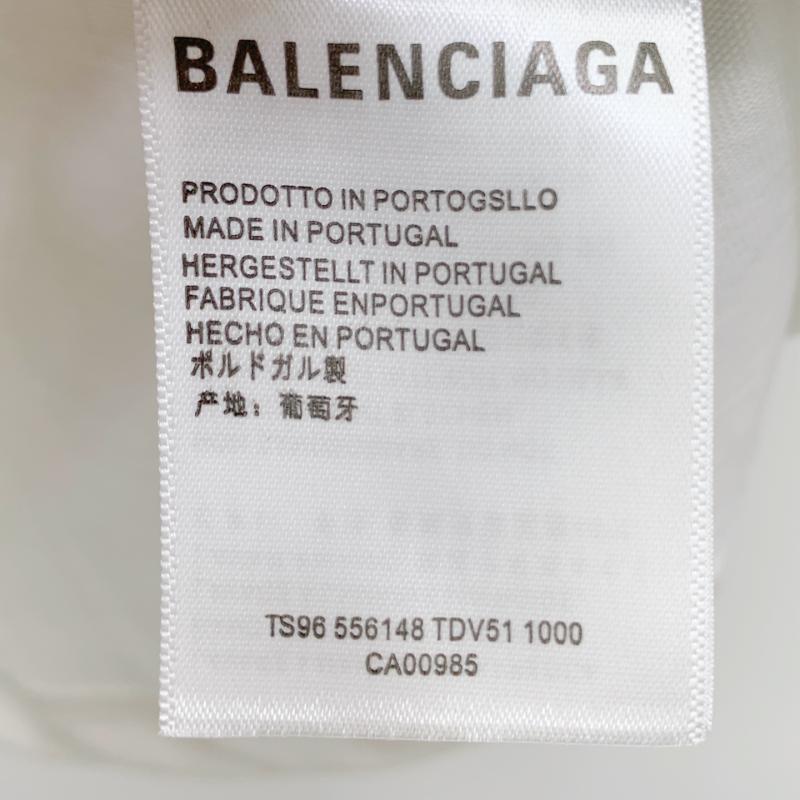 BALENCIAGA
PRODOTTO IN PORTOGSLLO
MADE IN PORTUGAL
HERGESTELLT IN PORTUGAL
FABRIQUE ENPORTUGAL
HECHO EN PORTUGAL
ボルドガル製
产地：葡萄牙
TS96 556148 TDV51 1000
CA00985